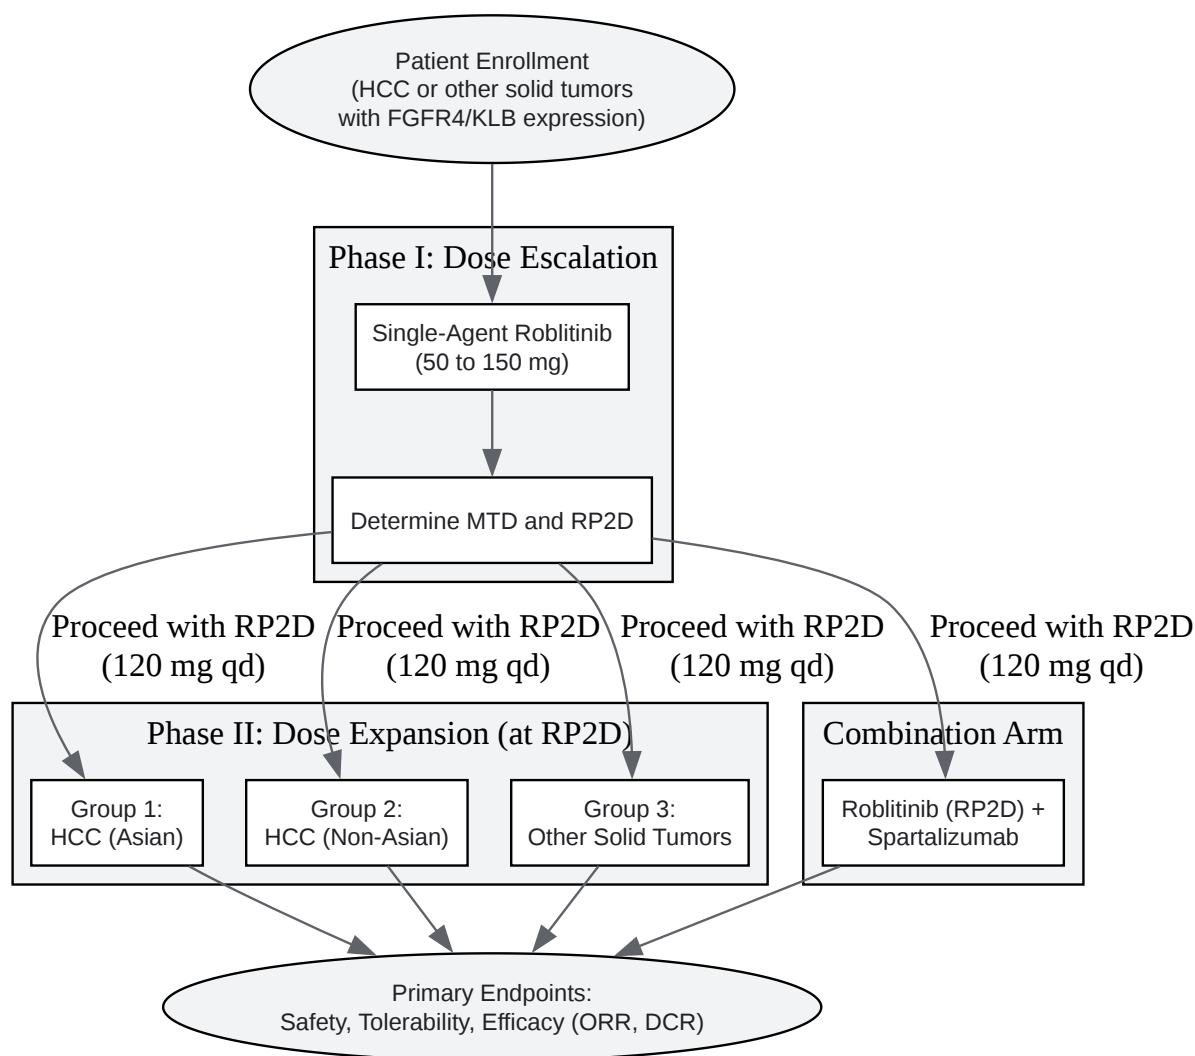 Patient Enrollment
(HCC or other solid tumors
with FGFR4/KLB expression)
Phase I: Dose Escalation
Single-Agent Roblitinib
(50 to 150 mg)
Determine MTD and RP2D
Proceed with RP2D
(120 mg qd)
Proceed with RP2D
(120 mg qd)
Proceed with RP2D
(120 mg qd)
Proceed with RP2D
(120 mg qd)
Phase II: Dose Expansion (at RP2D)
Group 1:
HCC (Asian)
Group 2:
HCC (Non-Asian)
Group 3:
Other Solid Tumors
Combination Arm
Roblitinib (RP2D) +
Spartalizumab
Primary Endpoints:
Safety, Tolerability, Efficacy (ORR, DCR)